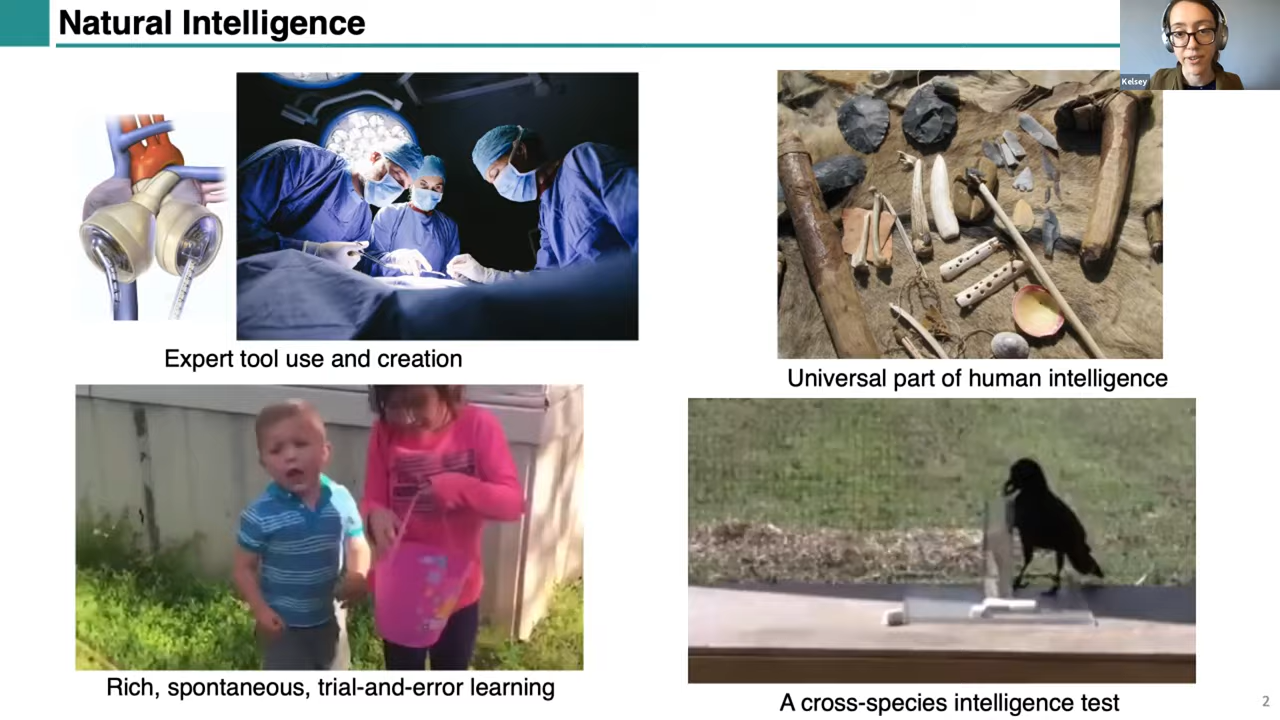 Natural Intelligence
Kelsey
Expert tool use and creation
Universal part of human intelligence
Rich, spontaneous, trial-and-error learning
A cross-species intelligence test
2